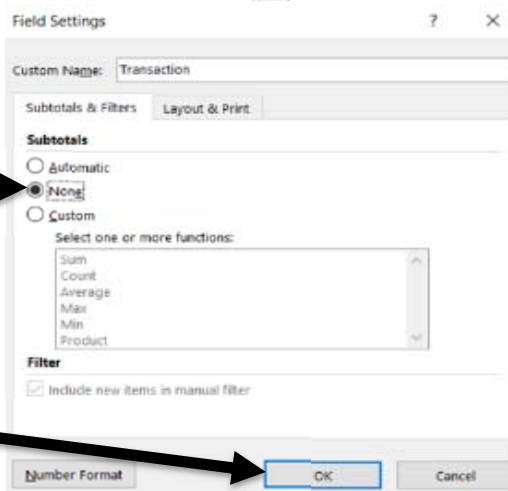 Field Settings ? ×
Custom Name: Transaction
Subtotals & Filters Layout & Print
Subtotals
Automatic
None
Custom
Select one or more functions:
Sum
Count
Average
Max
Min
Product
Filter
Include new items in manual filter
Number Format OK Cancel